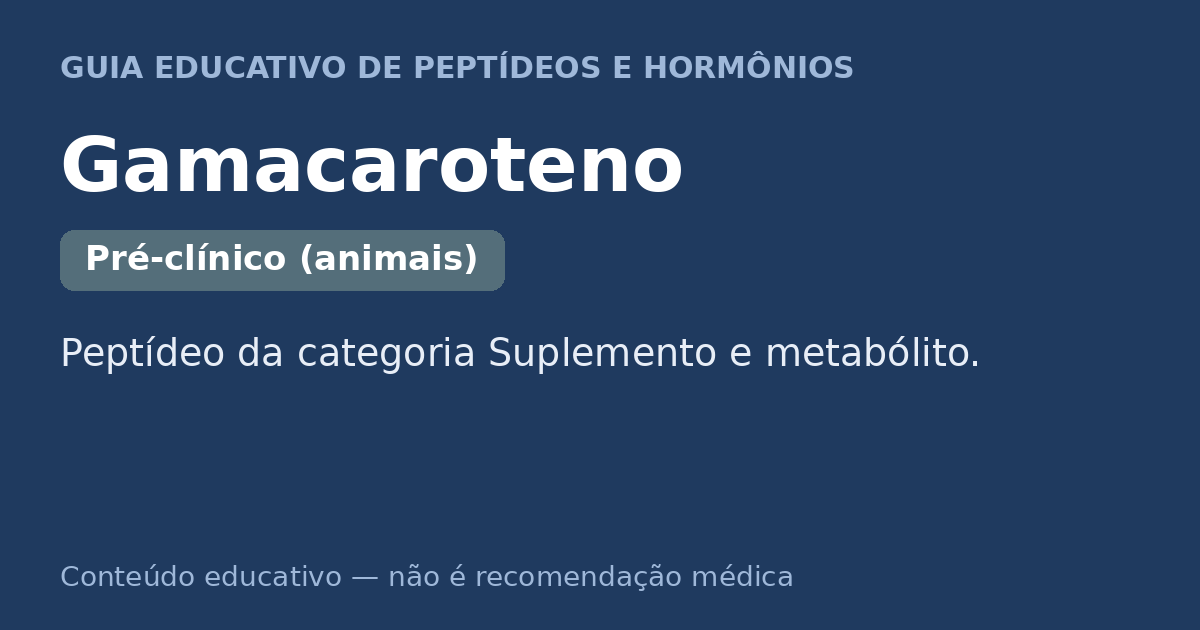 GUIA EDUCATIVO DE PEPTÍDEOS E HORMÔNIOS
Gamacaroteno
Pré-clínico (animais)
Peptídeo da categoria Suplemento e metabólito.
Conteúdo educativo — não é recomendação médica